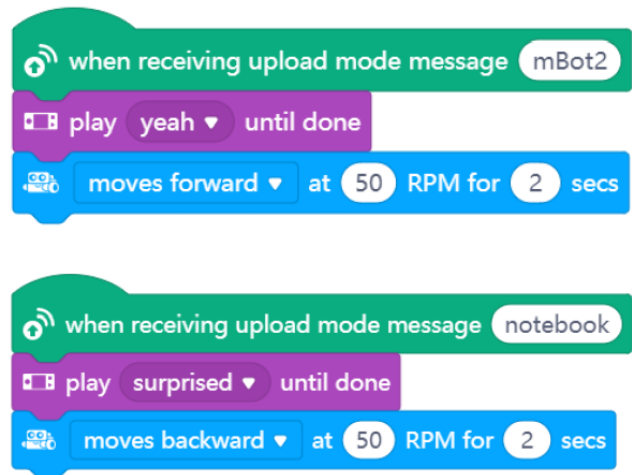 when receiving upload mode message mBot2
play yeah until done
moves forward at 50 RPM for 2 secs
when receiving upload mode message notebook
play surprised until done
moves backward at 50 RPM for 2 secs